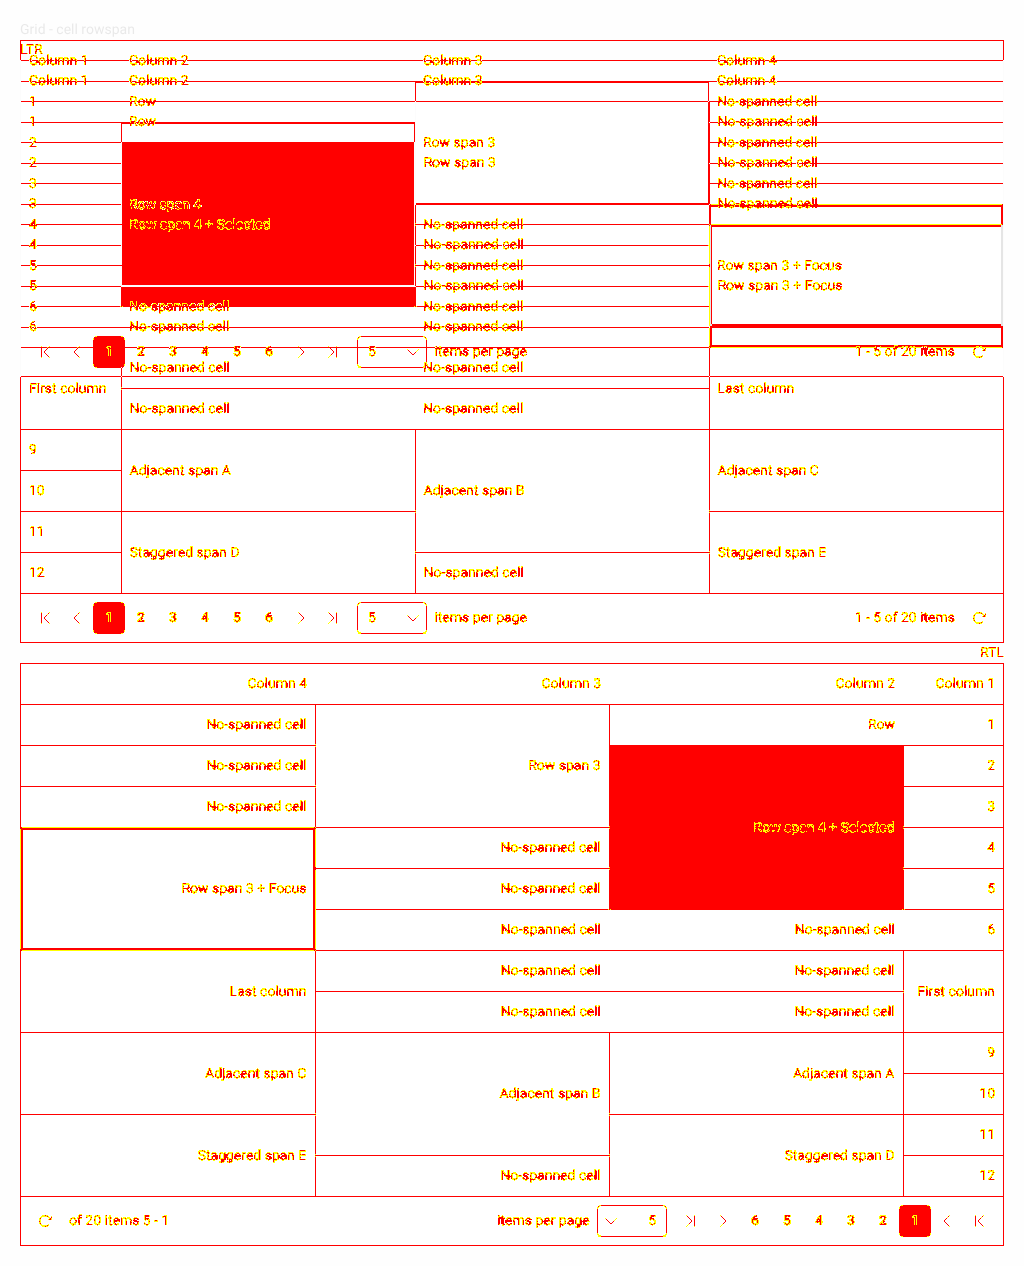 Grid - cell rowspan
LTR
Column 1 Column 2 Column 3 Column 4
Column 1 Column 2 Column 3 Column 4
1 Row No-spanned cell
1 Row No-spanned cell
2 Row span 3 No-spanned cell
2 Row span 3 No-spanned cell
3 No-spanned cell
3 Row span 4 No-spanned cell
4 Row span 4 + Selected No-spanned cell
4 No-spanned cell
5 No-spanned cell Row span 3 + Focus
5 No-spanned cell Row span 3 + Focus
6 No-spanned cell No-spanned cell
6 No-spanned cell No-spanned cell
1 2 3 4 5 6 5 items per page 1 - 5 of 20 items
No-spanned cell No-spanned cell
First column Last column
No-spanned cell No-spanned cell
9
Adjacent span A Adjacent span C
10 Adjacent span B
11
Staggered span D Staggered span E
12 No-spanned cell
1 2 3 4 5 6 5 items per page 1 - 5 of 20 items
RTL
Column 4 Column 3 Column 2 Column 1
No-spanned cell Row 1
No-spanned cell Row span 3 2
No-spanned cell 3
Row span 4 + Selected
No-spanned cell 4
Row span 3 + Focus No-spanned cell 5
No-spanned cell No-spanned cell 6
No-spanned cell No-spanned cell
Last column First column
No-spanned cell No-spanned cell
9
Adjacent span C Adjacent span A
Adjacent span B 10
11
Staggered span E Staggered span D
No-spanned cell 12
of 20 items 5 - 1 items per page 5 6 5 4 3 2 1